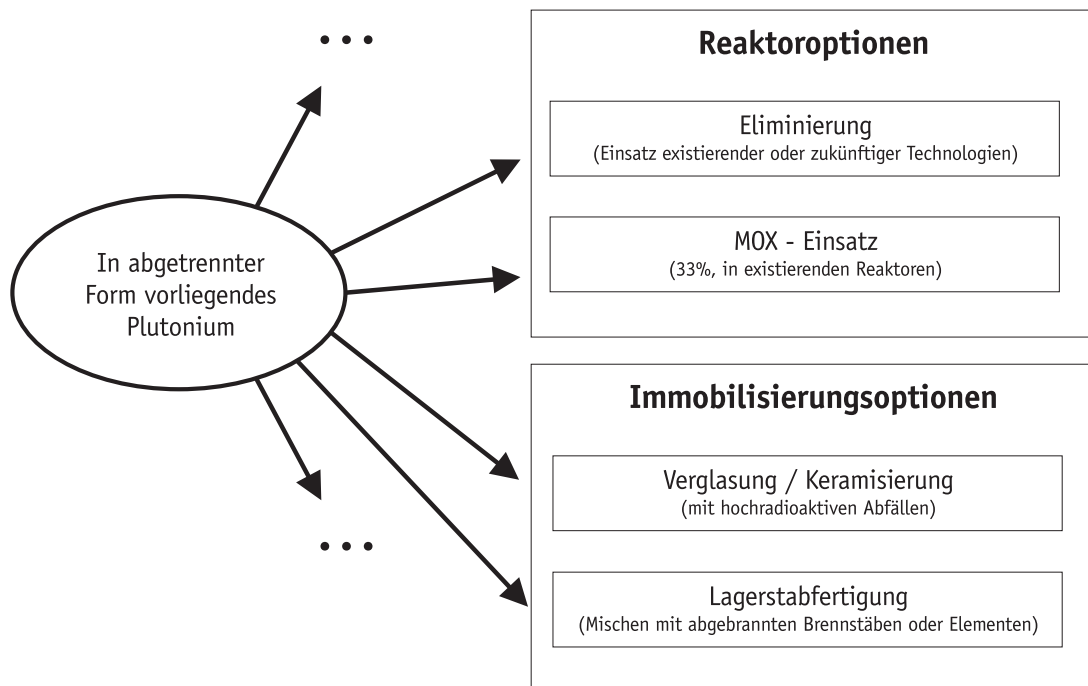 • • •
In abgetrennter
Form vorliegendes
Plutonium
• • •
Reaktoroptionen
Eliminierung
(Einsatz existierender oder zukünftiger Technologien)
MOX - Einsatz
(33%, in existierenden Reaktoren)
Immobilisierungsoptionen
Verglasung / Keramisierung
(mit hochradioaktiven Abfällen)
Lagerstabfertigung
(Mischen mit abgebrannten Brennstäben oder Elementen)